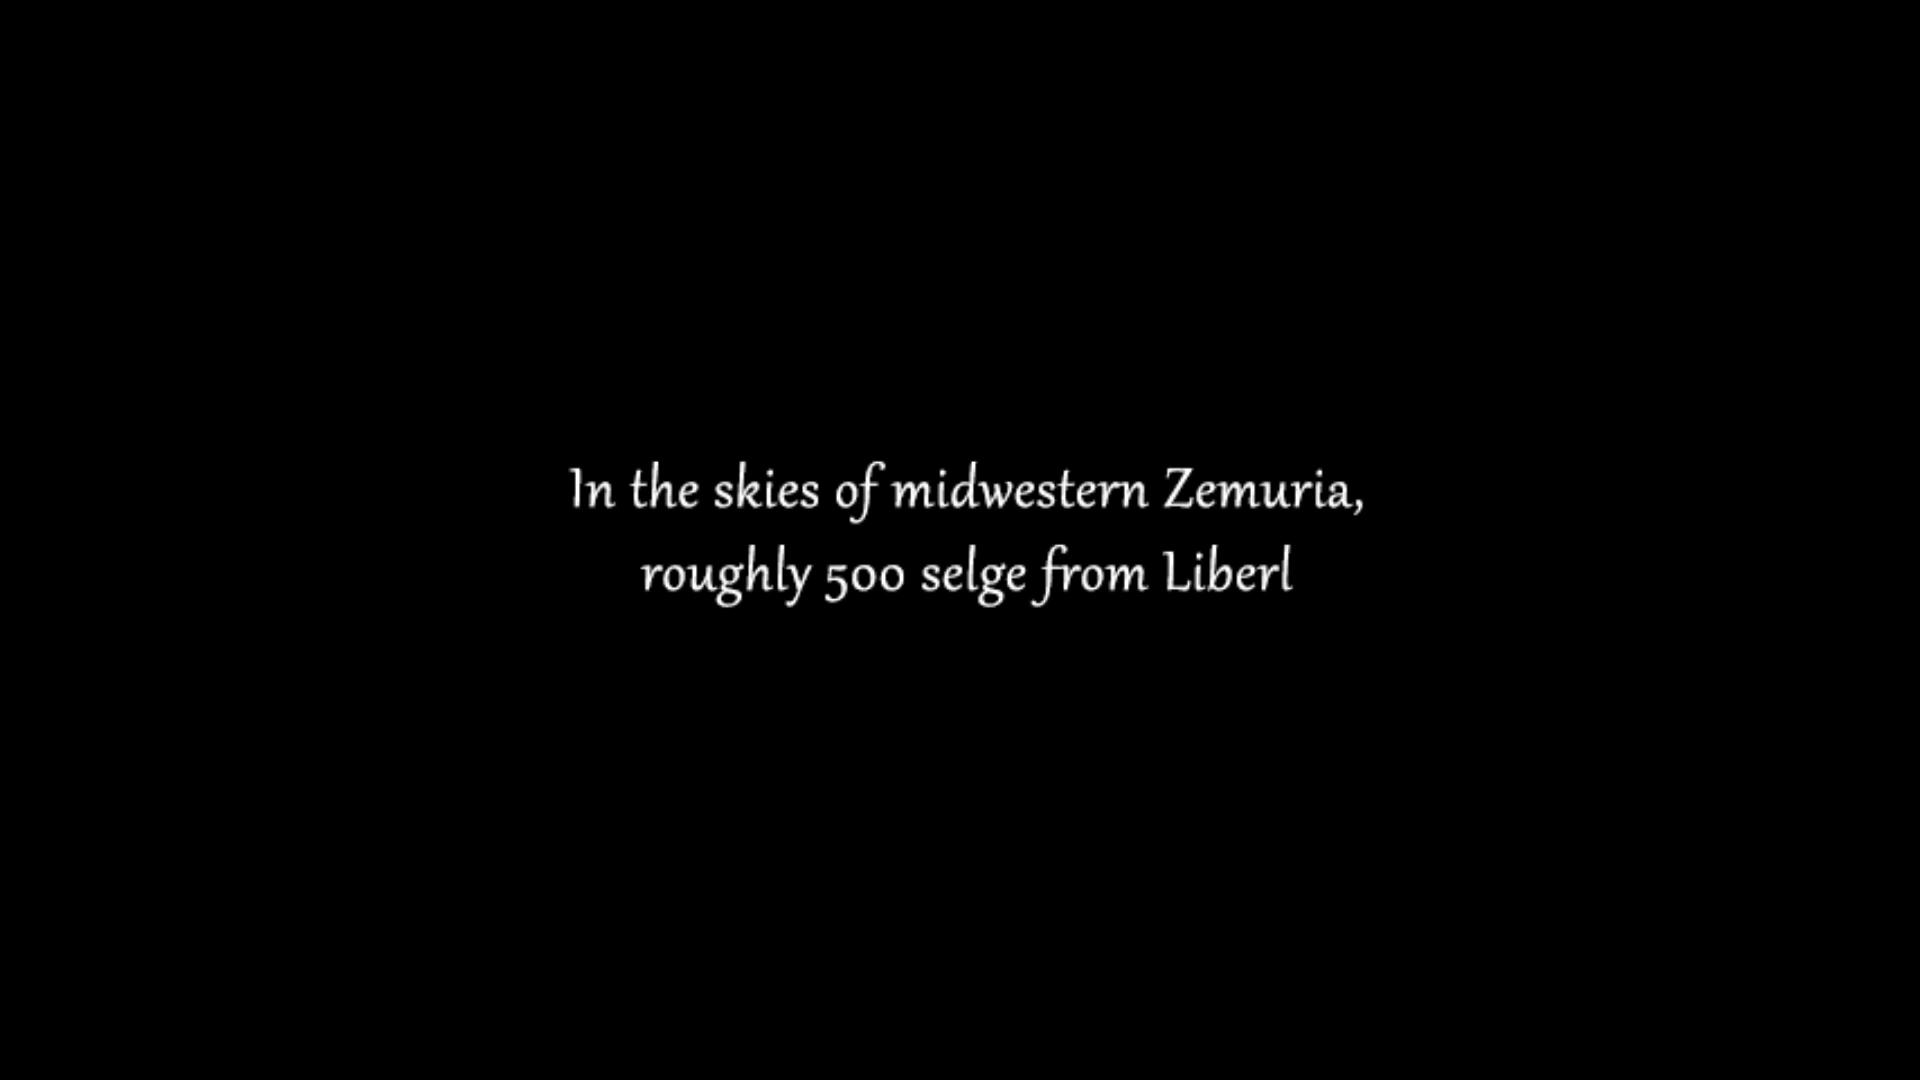 In the skies of midwestern Zemuria,
roughly 500 selge from Liberl